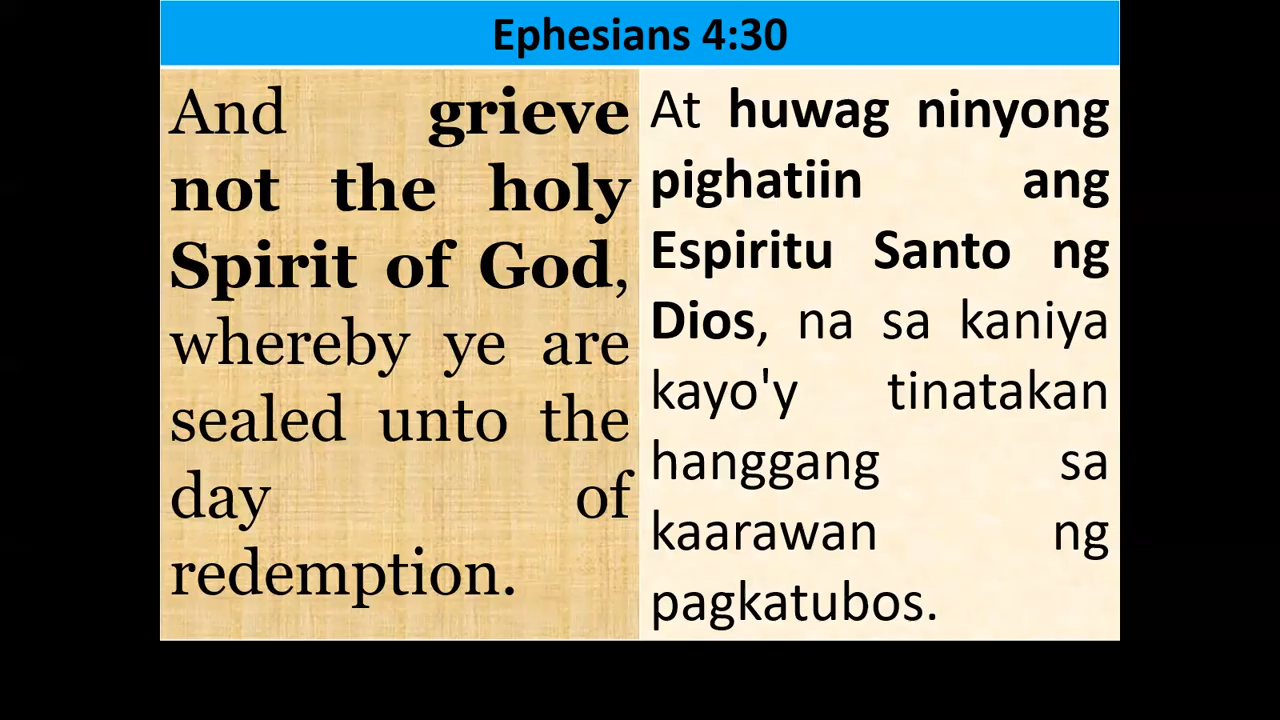 Ephesians 4:30
And grieve
not the holy
Spirit of God,
whereby ye are
sealed unto the
day of
redemption.
At huwag ninyong
pighatiin ang
Espiritu Santo ng
Dios, na sa kaniya
kayo'y tinatakan
hanggang sa
kaarawan ng
pagkatubos.